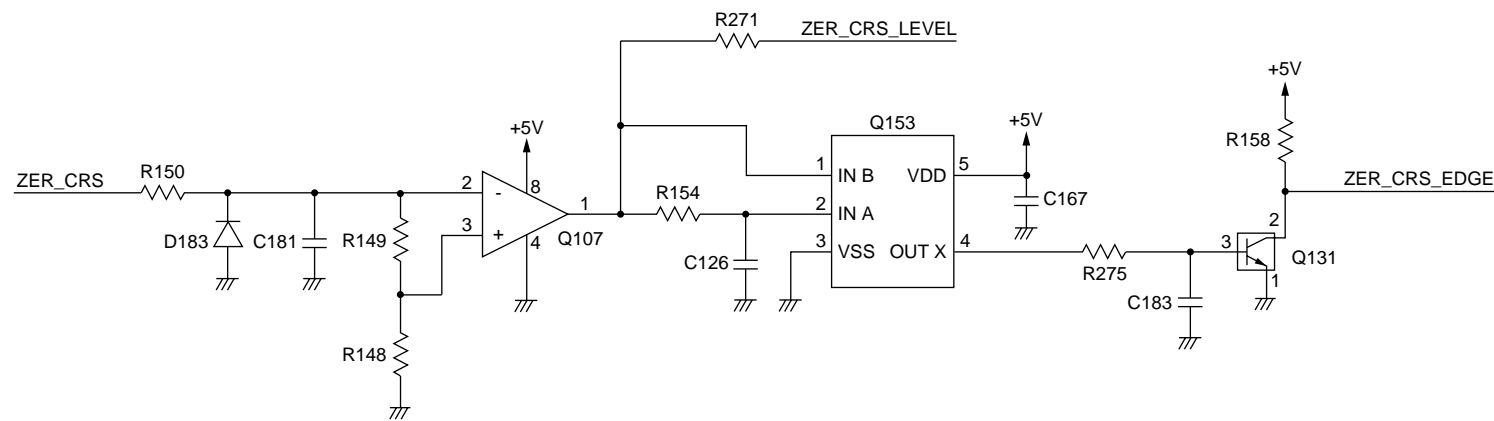 R271
ZER_CRS_LEVEL
+5V
R158
ZER_CRS_EDGE
+5V
Q153
+5V
ZER_CRS
R150
2
-
8
1
R154
1
IN B
VDD
5
C167
2
IN A
3
+
4
Q107
D183
C181
R149
C126
3
VSS
OUT X
4
R275
3
2
Q131
1
C183
R148